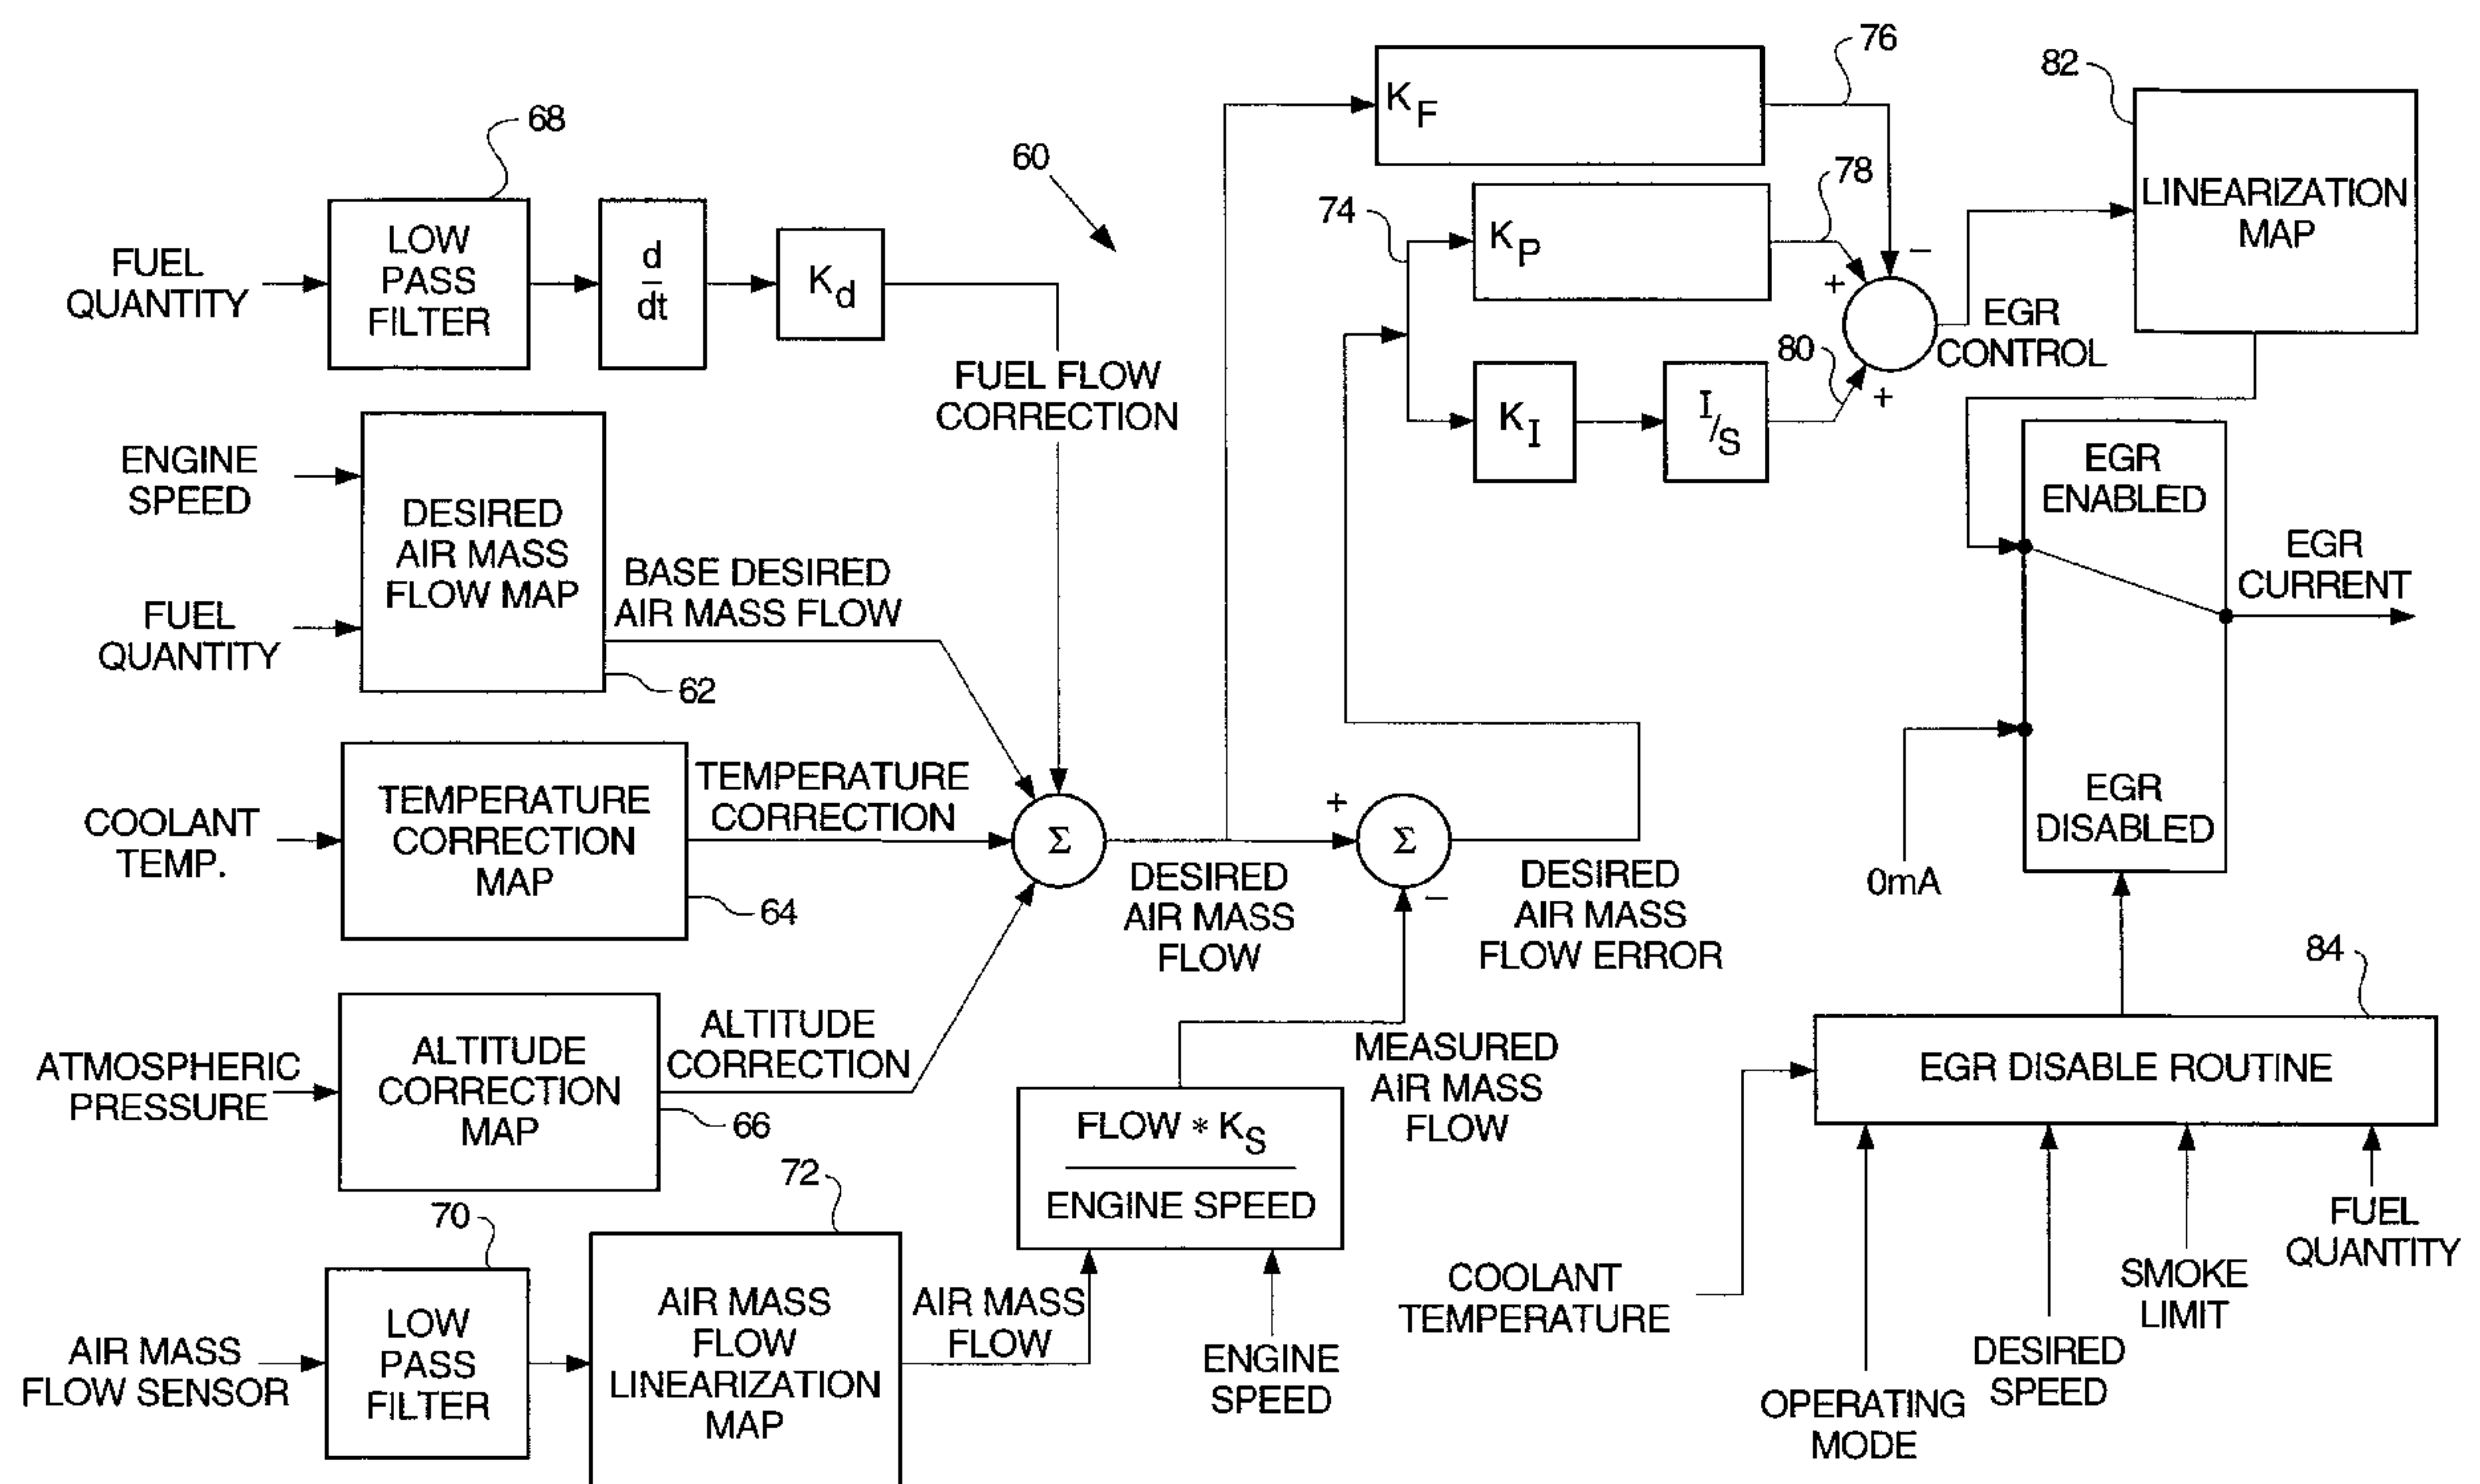 68
LOW
PASS
FILTER
FUEL
QUANTITY
d
dt
Kd
60
FUEL FLOW
CORRECTION
ENGINE
SPEED
FUEL
QUANTITY
DESIRED
AIR MASS
FLOW MAP
BASE DESIRED
AIR MASS FLOW
62
COOLANT
TEMP.
TEMPERATURE
CORRECTION
MAP
TEMPERATURE
CORRECTION
64
Σ
ATMOSPHERIC
PRESSURE
ALTITUDE
CORRECTION
MAP
ALTITUDE
CORRECTION
66
AIR MASS
FLOW SENSOR
70
LOW
PASS
FILTER
72
AIR MASS
FLOW
LINEARIZATION
MAP
AIR MASS
FLOW
FLOW * KS
ENGINE SPEED
ENGINE
SPEED
MEASURED
AIR MASS
FLOW
DESIRED
AIR MASS
FLOW
+
Σ
−
DESIRED
AIR MASS
FLOW ERROR
KF
76
74
KP
78
KI
I/S
80
−
+
+
EGR
CONTROL
82
LINEARIZATION
MAP
EGR
ENABLED
EGR
CURRENT
0mA
EGR
DISABLED
84
EGR DISABLE ROUTINE
COOLANT
TEMPERATURE
OPERATING
MODE
DESIRED
SPEED
SMOKE
LIMIT
FUEL
QUANTITY